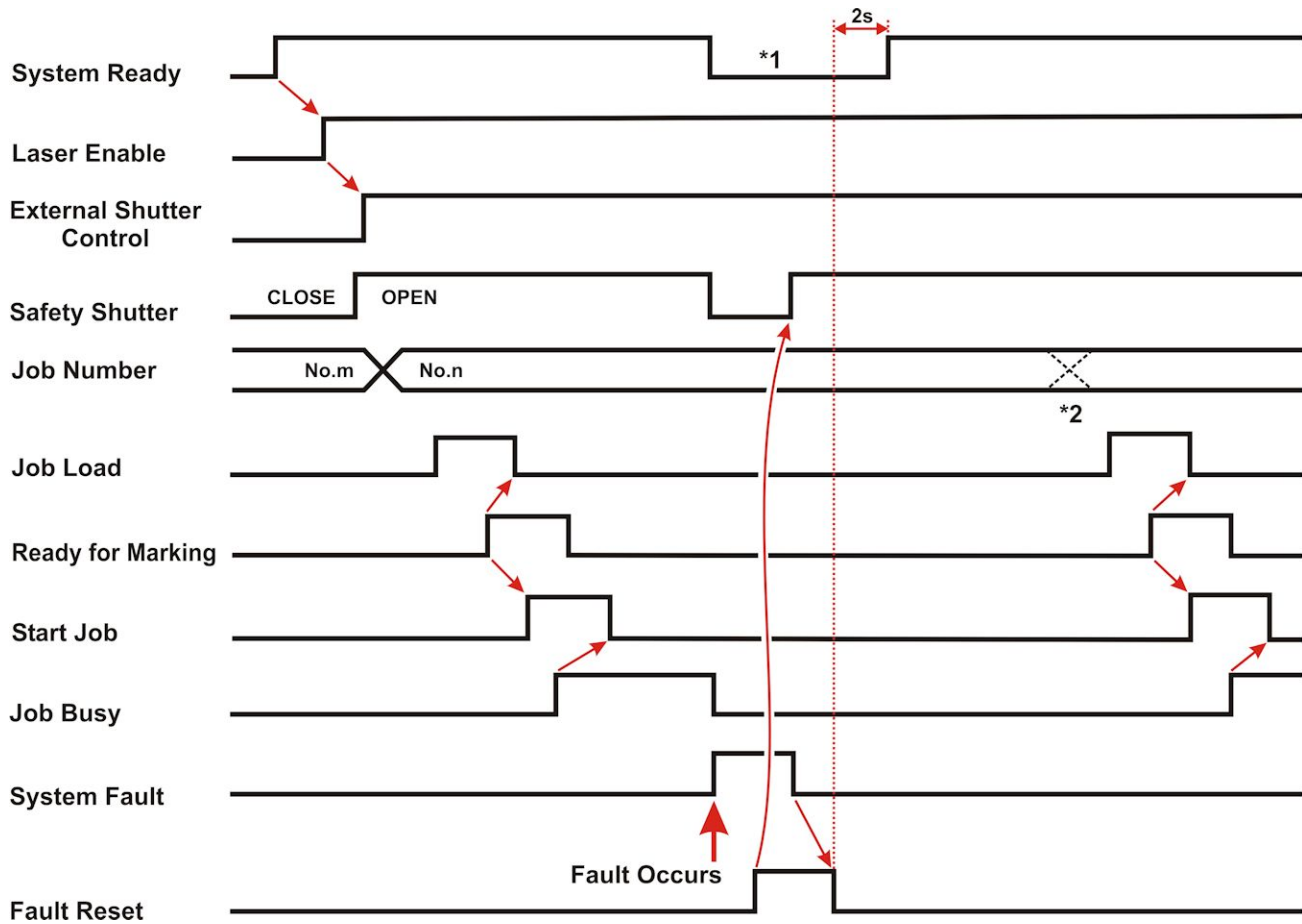 2s
System Ready
*1
Laser Enable
External Shutter
Control
Safety Shutter
CLOSE
OPEN
Job Number
No.m
No.n
*2
Job Load
Ready for Marking
Start Job
Job Busy
System Fault
Fault Occurs
Fault Reset